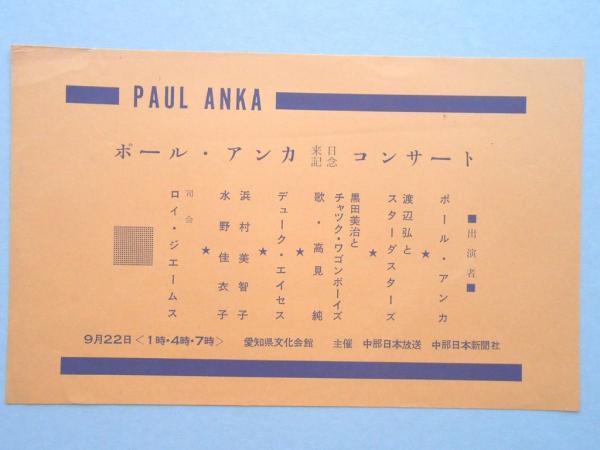 PAUL ANKA
ポール・アンカ 来日記念 コンサート
■出演者■
ポール・アンカ
★
渡辺弘と
スターダスターズ
★
黒田美治と
チャック・ワゴンボーイズ
歌・高見純
★
デューク・エイセス
★
浜村美智子
水野佳衣子
★
司会
ロイ・ジェームス
9月22日<1時・4時・7時> 愛知県文化会館 主催 中部日本放送 中部日本新聞社